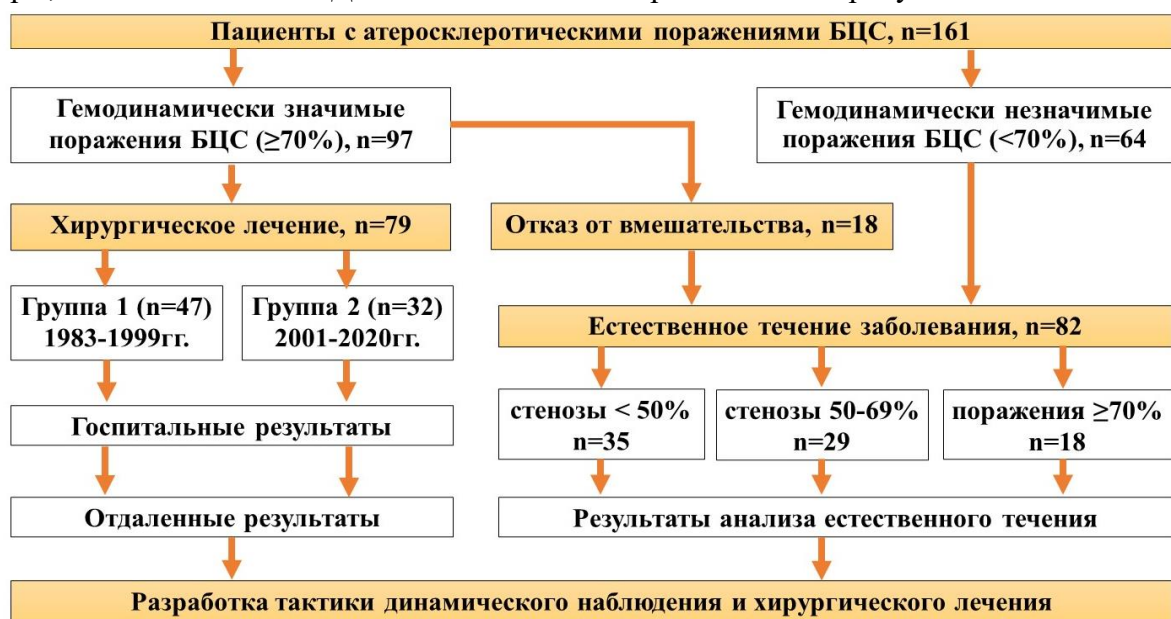 Пациенты с атеросклеротическими поражениями БЦС, n=161
Гемодинамически значимые
поражения БЦС (≥70%), n=97
Гемодинамически незначимые
поражения БЦС (<70%), n=64
Хирургическое лечение, n=79
Отказ от вмешательства, n=18
Группа 1 (n=47)
1983-1999гг.
Группа 2 (n=32)
2001-2020гг.
Естественное течение заболевания, n=82
стенозы < 50%
n=35
стенозы 50-69%
n=29
поражения ≥70%
n=18
Госпитальные результаты
Отдаленные результаты
Результаты анализа естественного течения
Разработка тактики динамического наблюдения и хирургического лечения